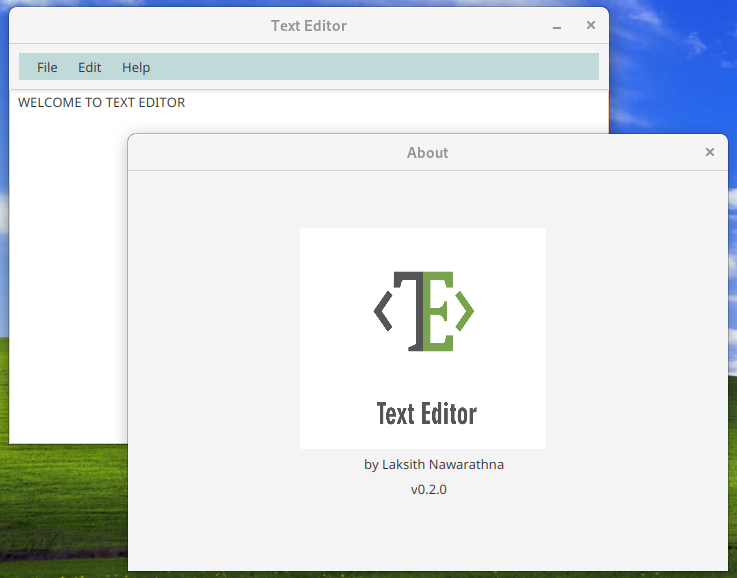 Text Editor
File Edit Help
WELCOME TO TEXT EDITOR
About
TE
Text Editor
by Laksith Nawarathna
v0.2.0